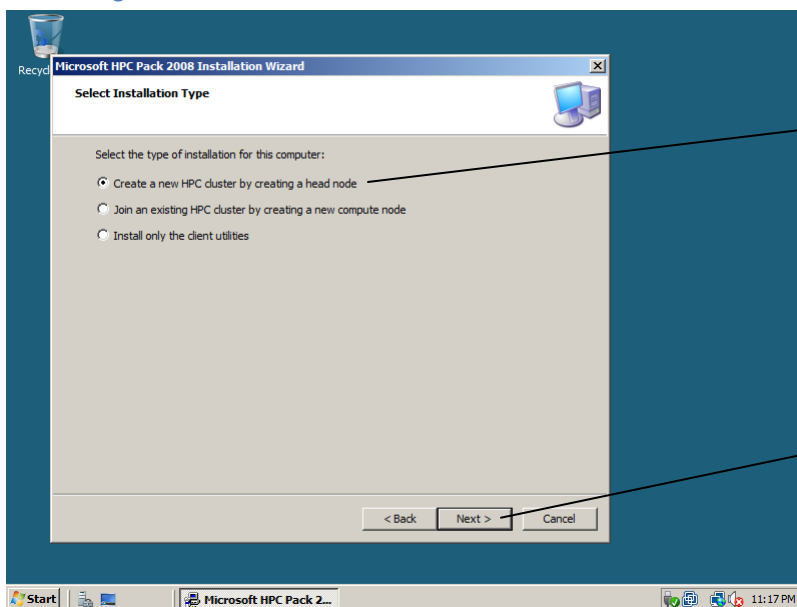 Recycl
Microsoft HPC Pack 2008 Installation Wizard
Select Installation Type
Select the type of installation for this computer:
Create a new HPC cluster by creating a head node
Join an existing HPC cluster by creating a new compute node
Install only the client utilities
< Back Next > Cancel
Start Microsoft HPC Pack 2... 11:17 PM